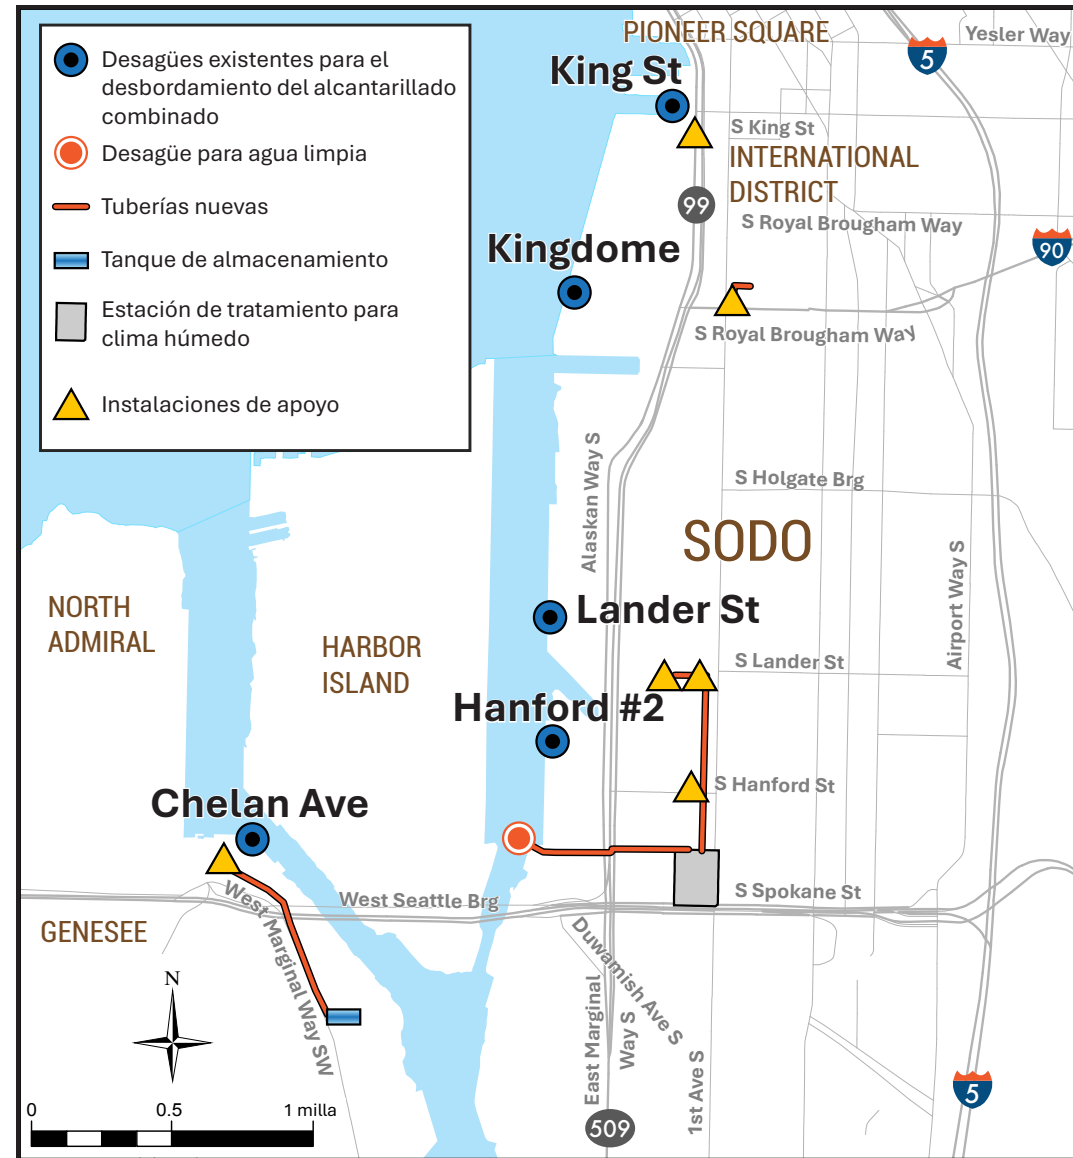 Desagües existentes para el
desbordamiento del alcantarillado
combinado
Desagüe para agua limpia
Tuberías nuevas
Tanque de almacenamiento
Estación de tratamiento para
clima húmedo
Instalaciones de apoyo
PIONEER SQUARE
Yesler Way
5
King St
S King St
INTERNATIONAL
DISTRICT
99
S Royal Brougham Way
90
Kingdome
S Royal Brougham Way
Alaskan Way S
S Holgate Brg
SODO
Airport Way S
NORTH
ADMIRAL
HARBOR
ISLAND
Lander St
S Lander St
Hanford #2
S Hanford St
Chelan Ave
S Spokane St
West Seattle Brg
West Marginal Way SW
GENESEE
Duwamish Ave S
East Marginal
Way S
1st Ave S
N
5
509
0 0.5 1 milla